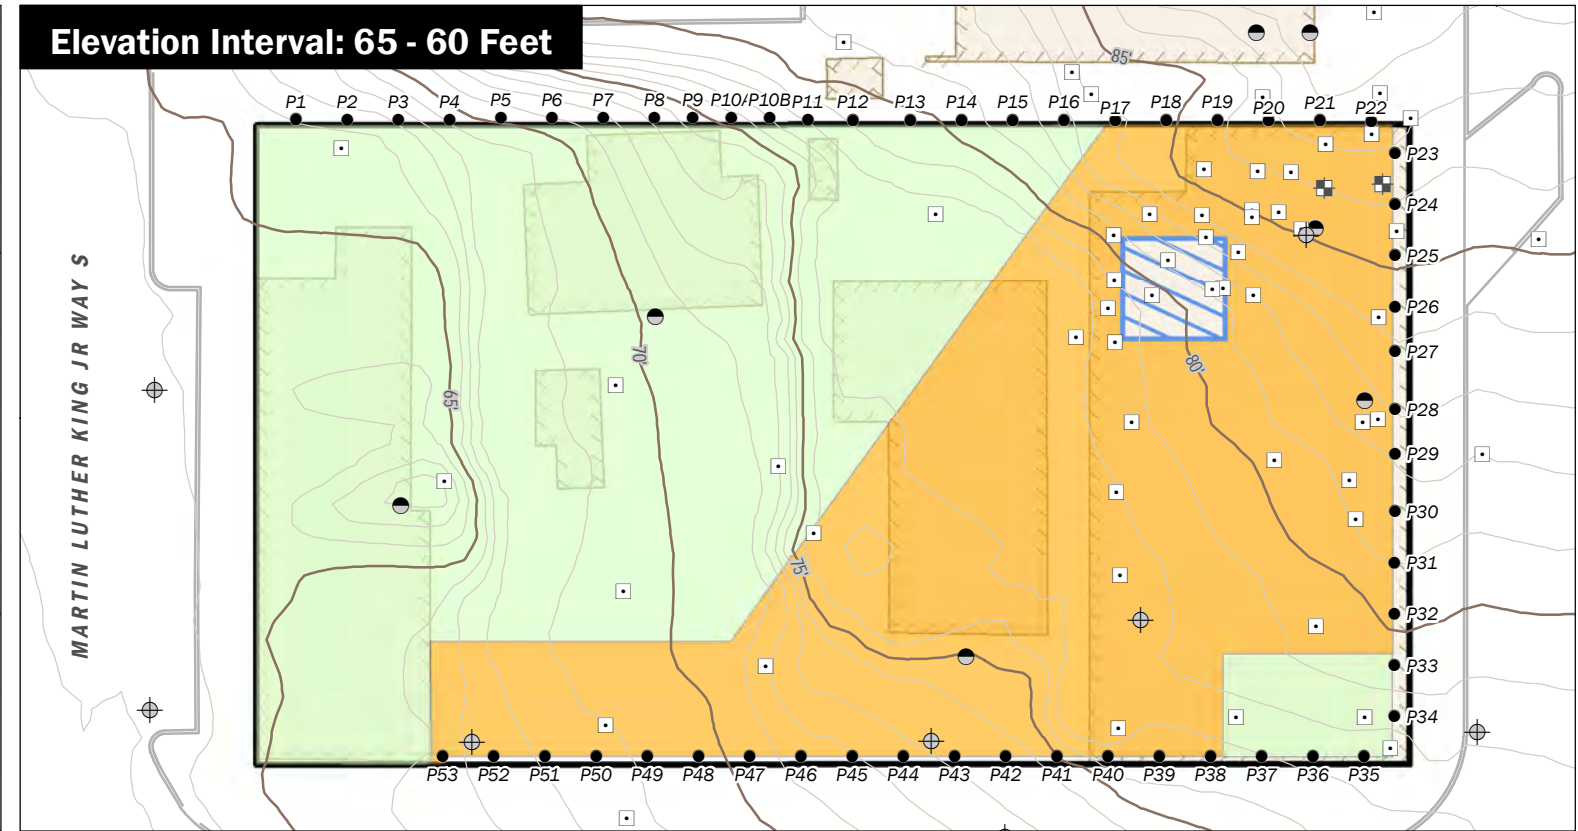 Elevation Interval: 65 - 60 Feet
85'
P1 P2 P3 P4 P5 P6 P7 P8 P9 P10A P10B P11 P12 P13 P14 P15 P16 P17 P18 P19 P20 P21 P22
P23
P24
P25
P26
P27
P28
P29
P30
P31
P32
P33
P34
70'
80'
65'
75'
MARTIN LUTHER KING JR WAY S
P53 P52 P51 P50 P49 P48 P47 P46 P45 P44 P43 P42 P41 P40 P39 P38 P37 P36 P35